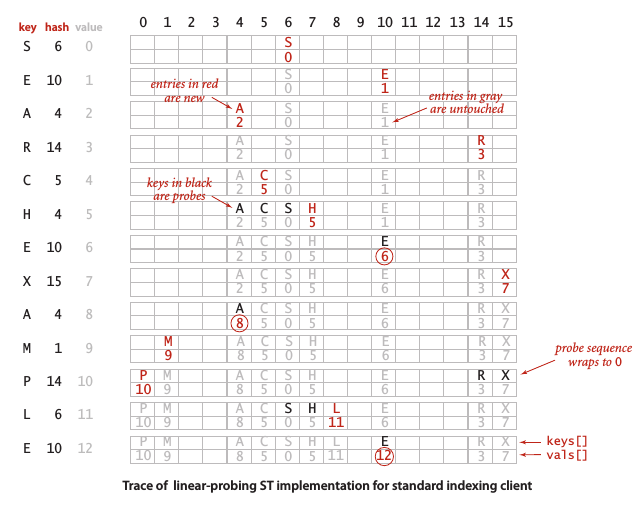 0 1 2 3 4 5 6 7 8 9 10 11 12 13 14 15
key hash value
S 6 0 S
0
E 10 1 S E
0 1
entries in red
are new
entries in gray
are untouched
A 4 2 A S E
2 0 1
R 14 3 A S E R
2 0 1 3
C 5 4 A C S E R
2 5 0 1 3
keys in black
are probes
H 4 5 A C S H E R
2 5 0 5 1 3
E 10 6 A C S H E R
2 5 0 5 6 3
X 15 7 A C S H E R X
2 5 0 5 6 3 7
A 4 8 A C S H E R X
8 5 0 5 6 3 7
M 1 9 M A C S H E R X
9 8 5 0 5 6 3 7
probe sequence
wraps to 0
P 14 10 P M A C S H E R X
10 9 8 5 0 5 6 3 7
L 6 11 P M A C S H L E R X
10 9 8 5 0 5 11 6 3 7
E 10 12 P M A C S H L E R X keys[]
10 9 8 5 0 5 11 12 3 7 vals[]
Trace of linear-probing ST implementation for standard indexing client